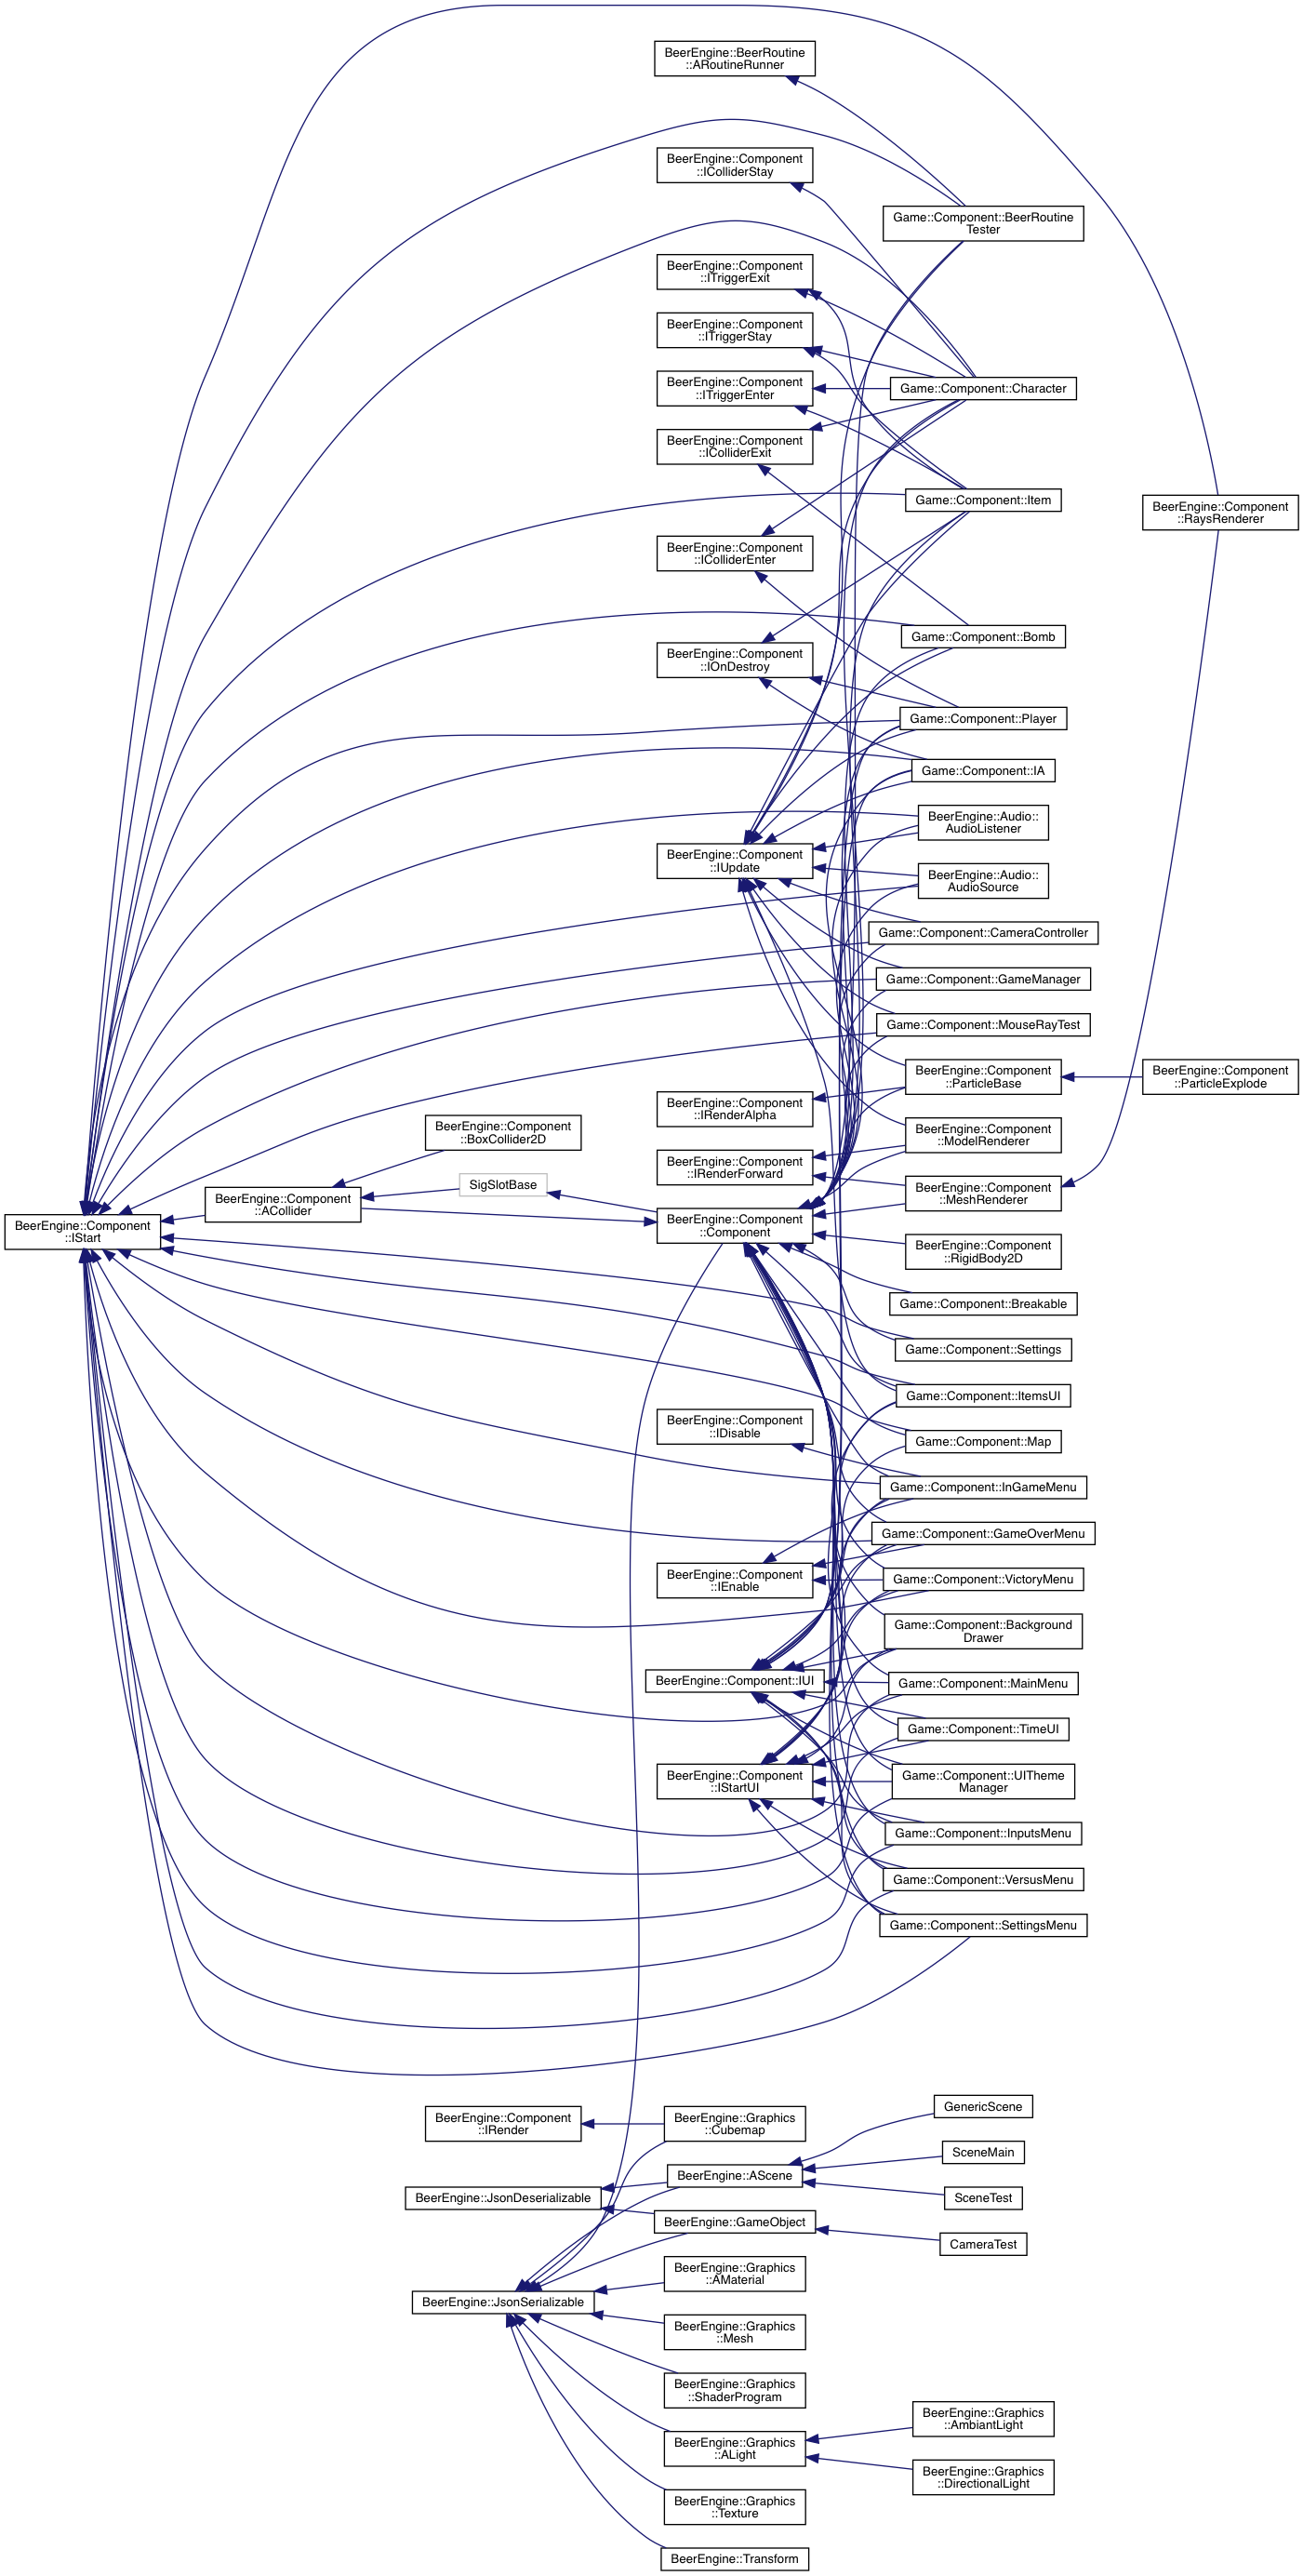 BeerEngine::BeerRoutine
::ARoutineRunner
BeerEngine::Component
::IColliderStay
Game::Component::BeerRoutine
Tester
BeerEngine::Component
::ITriggerExit
BeerEngine::Component
::ITriggerStay
BeerEngine::Component
::ITriggerEnter
Game::Component::Character
BeerEngine::Component
::IColliderExit
Game::Component::Item
BeerEngine::Component
::RaysRenderer
BeerEngine::Component
::IColliderEnter
Game::Component::Bomb
BeerEngine::Component
::IOnDestroy
Game::Component::Player
Game::Component::IA
BeerEngine::Audio::
AudioListener
BeerEngine::Component
::IUpdate
BeerEngine::Audio::
AudioSource
Game::Component::CameraController
Game::Component::GameManager
Game::Component::MouseRayTest
BeerEngine::Component
::ParticleBase
BeerEngine::Component
::ParticleExplode
BeerEngine::Component
::IRenderAlpha
BeerEngine::Component
::BoxCollider2D
BeerEngine::Component
::ModelRenderer
BeerEngine::Component
::IRenderForward
SigSlotBase
BeerEngine::Component
::MeshRenderer
BeerEngine::Component
::ACollider
BeerEngine::Component
::IStart
BeerEngine::Component
::Component
BeerEngine::Component
::RigidBody2D
Game::Component::Breakable
Game::Component::Settings
Game::Component::ItemsUI
BeerEngine::Component
::IDisable
Game::Component::Map
Game::Component::InGameMenu
Game::Component::GameOverMenu
BeerEngine::Component
::IEnable
Game::Component::VictoryMenu
Game::Component::Background
Drawer
BeerEngine::Component::IUI
Game::Component::MainMenu
Game::Component::TimeUI
BeerEngine::Component
::IStartUI
Game::Component::UITheme
Manager
Game::Component::InputsMenu
Game::Component::VersusMenu
Game::Component::SettingsMenu
GenericScene
BeerEngine::Component
::IRender
BeerEngine::Graphics
::Cubemap
SceneMain
BeerEngine::AScene
BeerEngine::JsonDeserializable
SceneTest
BeerEngine::GameObject
CameraTest
BeerEngine::Graphics
::AMaterial
BeerEngine::JsonSerializable
BeerEngine::Graphics
::Mesh
BeerEngine::Graphics
::ShaderProgram
BeerEngine::Graphics
::AmbiantLight
BeerEngine::Graphics
::ALight
BeerEngine::Graphics
::DirectionalLight
BeerEngine::Graphics
::Texture
BeerEngine::Transform